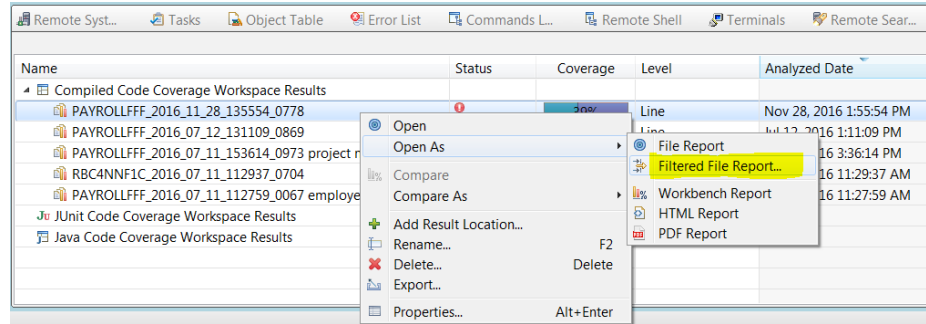 Remote Syst... Tasks Object Table Error List Commands L... Remote Shell Terminals Remote Sear...
Name Status Coverage Level Analyzed Date
Compiled Code Coverage Workspace Results
PAYROLLFFF_2016_11_28_135554_0778 39% Line Nov 28, 2016 1:55:54 PM
PAYROLLFFF_2016_07_12_131109_0869 Line Jul 12, 2016 1:11:09 PM
PAYROLLFFF_2016_07_11_153614_0973 project 16 3:36:14 PM
RBC4NNF1C_2016_07_11_112937_0704 16 11:29:37 AM
PAYROLLFFF_2016_07_11_112759_0067 employe 16 11:27:59 AM
Ju JUnit Code Coverage Workspace Results
Java Code Coverage Workspace Results
Open
Open As
Compare
Compare As
Add Result Location...
Rename... F2
Delete... Delete
Export...
Properties... Alt+Enter
File Report
Filtered File Report...
Workbench Report
HTML Report
PDF Report